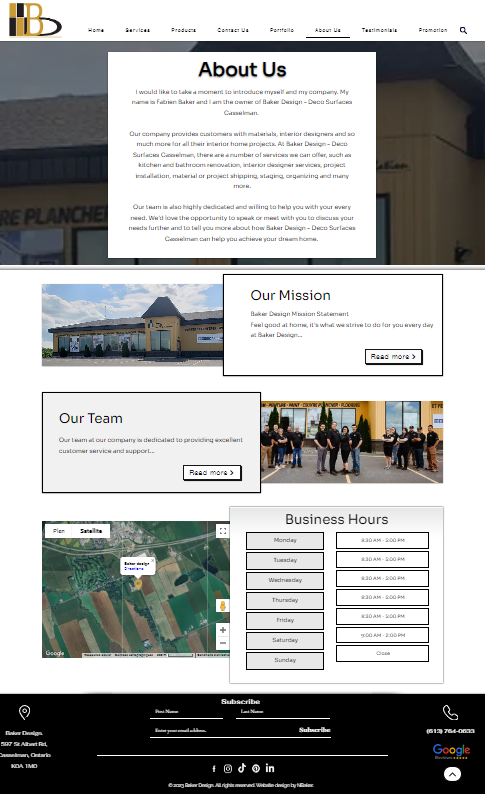 Home Services Products Contact Us Portfolio About Us Testimonials Promotion
About Us
I would like to take a moment to introduce myself and my company. My
name is Fabien Baker and I am the owner of Baker Design - Deco Surfaces
Casselman.
Our company provides customers with materials, interior designers and so
much more for all their interior home projects. At Baker Design - Deco
Surfaces Casselman, there are a number of services we can offer, such as
kitchen and bathroom renovation, interior designer services, project
installation, material or project shipping, staging, organizing and many
more.
Our team is also highly dedicated and willing to help you with your every
need. We'd love the opportunity to speak or meet with you to discuss your
needs further and to tell you more about how Baker Design - Deco Surfaces
Casselman can help you achieve your dream home.
RE PLANCHER
Our Mission
Baker Design Mission Statement
Feel good at home, it's what we strive to do for you every day
at Baker Design...
Read more >
Our Team
Our team at our company is dedicated to providing excellent
customer service and support...
Read more >
Plan Satellite
Baker design
Directions
Google
Business Hours
Monday 8:30 AM - 5:00 PM
Tuesday 8:30 AM - 5:00 PM
Wednesday 8:30 AM - 5:00 PM
Thursday 8:30 AM - 5:00 PM
Friday 8:30 AM - 5:00 PM
Saturday 9:00 AM - 2:00 PM
Sunday Close
Subscribe
First Name Last Name
Enter your email address. Subscribe
Baker Design.
597 St Albert Rd,
Casselman, Ontario
K0A 1M0
(613) 764-0633
Google
Reviews
© 2023 Baker Design. All rights reserved. Website design by NBaker.